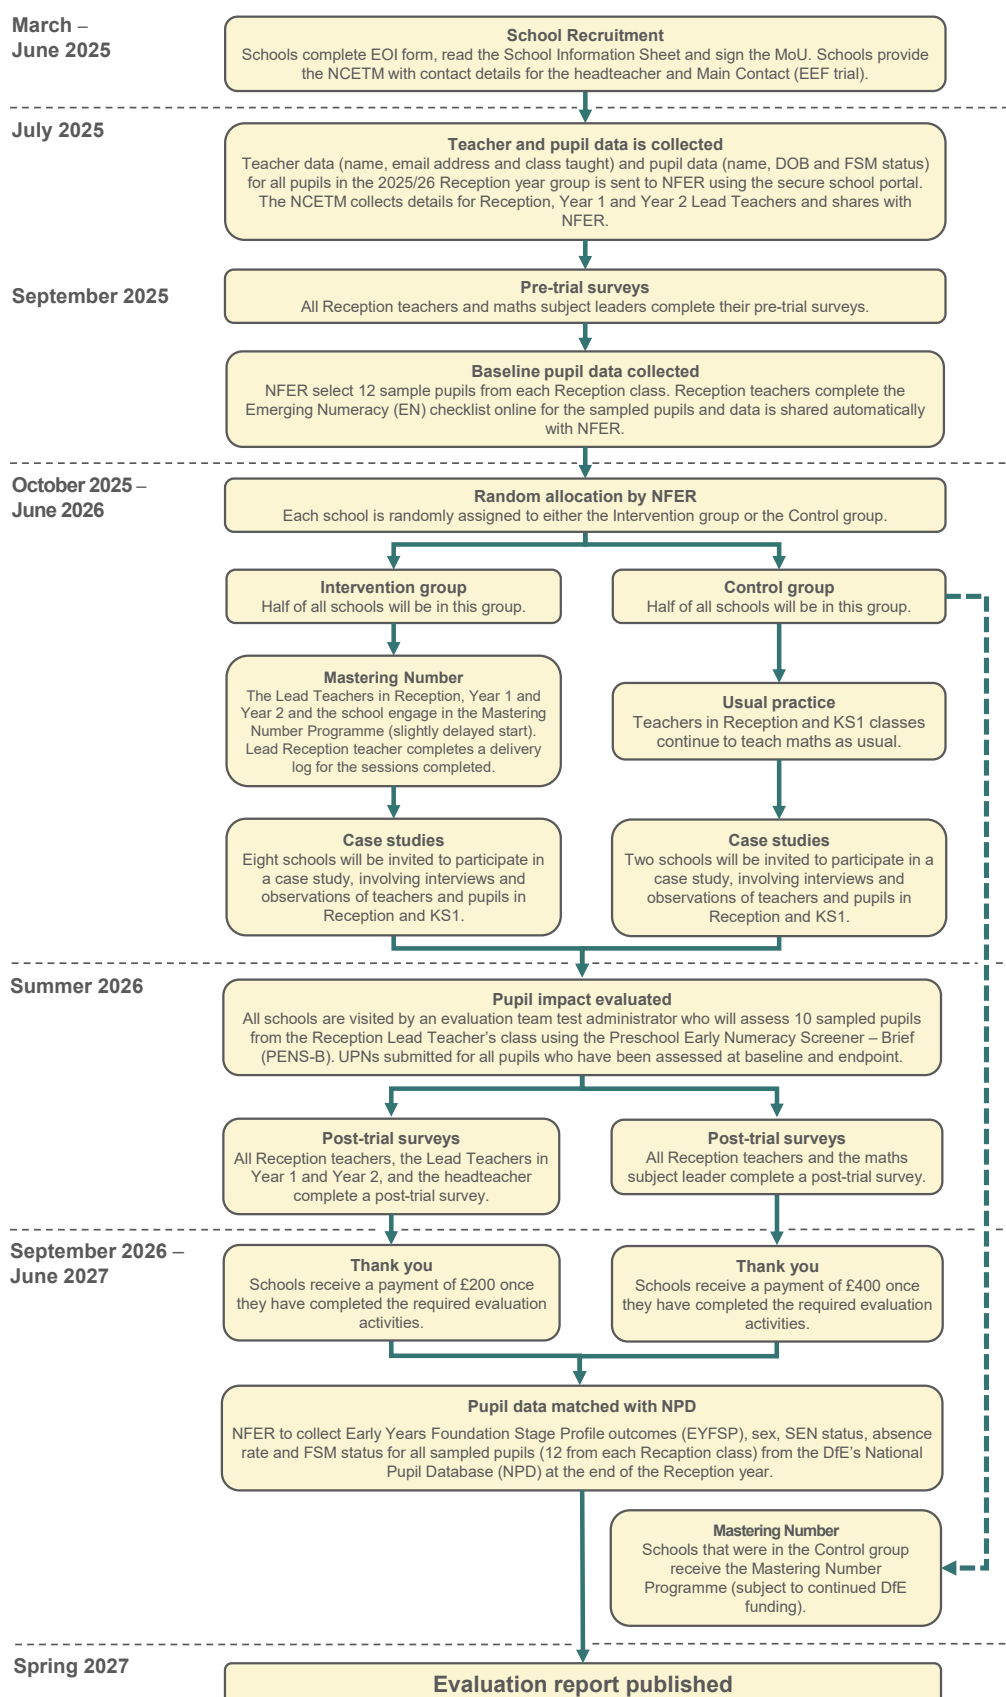 March –
June 2025
School Recruitment
Schools complete EOI form, read the School Information Sheet and sign the MoU. Schools provide
the NCETM with contact details for the headteacher and Main Contact (EEF trial).
July 2025
Teacher and pupil data is collected
Teacher data (name, email address and class taught) and pupil data (name, DOB and FSM status)
for all pupils in the 2025/26 Reception year group is sent to NFER using the secure school portal.
The NCETM collects details for Reception, Year 1 and Year 2 Lead Teachers and shares with
NFER.
September 2025
Pre-trial surveys
All Reception teachers and maths subject leaders complete their pre-trial surveys.
Baseline pupil data collected
NFER select 12 sample pupils from each Reception class. Reception teachers complete the
Emerging Numeracy (EN) checklist online for the sampled pupils and data is shared automatically
with NFER.
October 2025 –
June 2026
Random allocation by NFER
Each school is randomly assigned to either the Intervention group or the Control group.
Intervention group
Half of all schools will be in this group.
Control group
Half of all schools will be in this group.
Mastering Number
The Lead Teachers in Reception, Year 1 and
Year 2 and the school engage in the Mastering
Number Programme (slightly delayed start).
Lead Reception teacher completes a delivery
log for the sessions completed.
Usual practice
Teachers in Reception and KS1 classes
continue to teach maths as usual.
Case studies
Eight schools will be invited to participate in
a case study, involving interviews and
observations of teachers and pupils in
Reception and KS1.
Case studies
Two schools will be invited to participate in a
case study, involving interviews and
observations of teachers and pupils in
Reception and KS1.
Summer 2026
Pupil impact evaluated
All schools are visited by an evaluation team test administrator who will assess 10 sampled pupils
from the Reception Lead Teacher's class using the Preschool Early Numeracy Screener – Brief
(PENS-B). UPNs submitted for all pupils who have been assessed at baseline and endpoint.
Post-trial surveys
All Reception teachers, the Lead Teachers in
Year 1 and Year 2, and the headteacher
complete a post-trial survey.
Post-trial surveys
All Reception teachers and the maths
subject leader complete a post-trial survey.
September 2026 –
June 2027
Thank you
Schools receive a payment of £200 once
they have completed the required evaluation
activities.
Thank you
Schools receive a payment of £400 once
they have completed the required evaluation
activities.
Pupil data matched with NPD
NFER to collect Early Years Foundation Stage Profile outcomes (EYFSP), sex, SEN status, absence
rate and FSM status for all sampled pupils (12 from each Recaption class) from the DfE's National
Pupil Database (NPD) at the end of the Reception year.
Mastering Number
Schools that were in the Control group
receive the Mastering Number
Programme (subject to continued DfE
funding).
Spring 2027
Evaluation report published